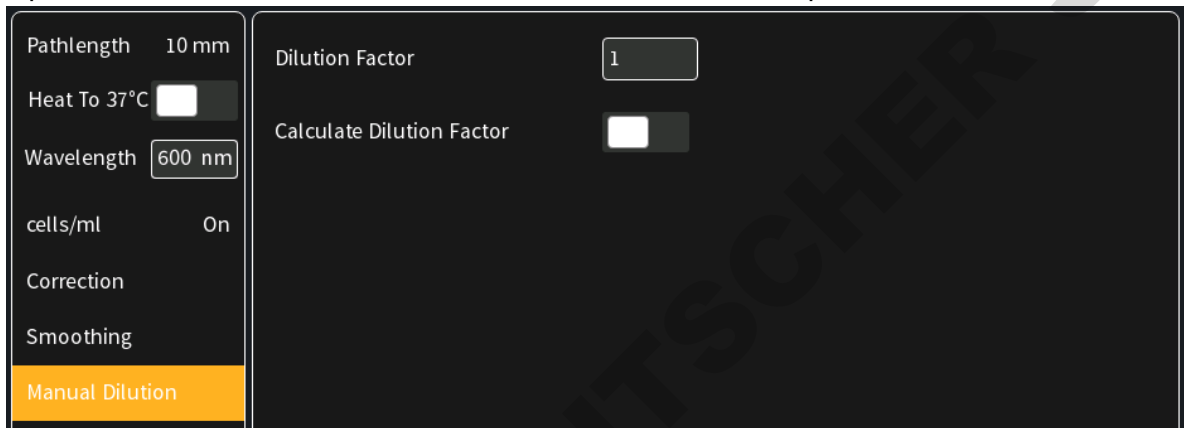 Pathlength 10 mm
Heat To 37°C
Wavelength 600 nm
cells/ml On
Correction
Smoothing
Manual Dilution
Dilution Factor 1
Calculate Dilution Factor